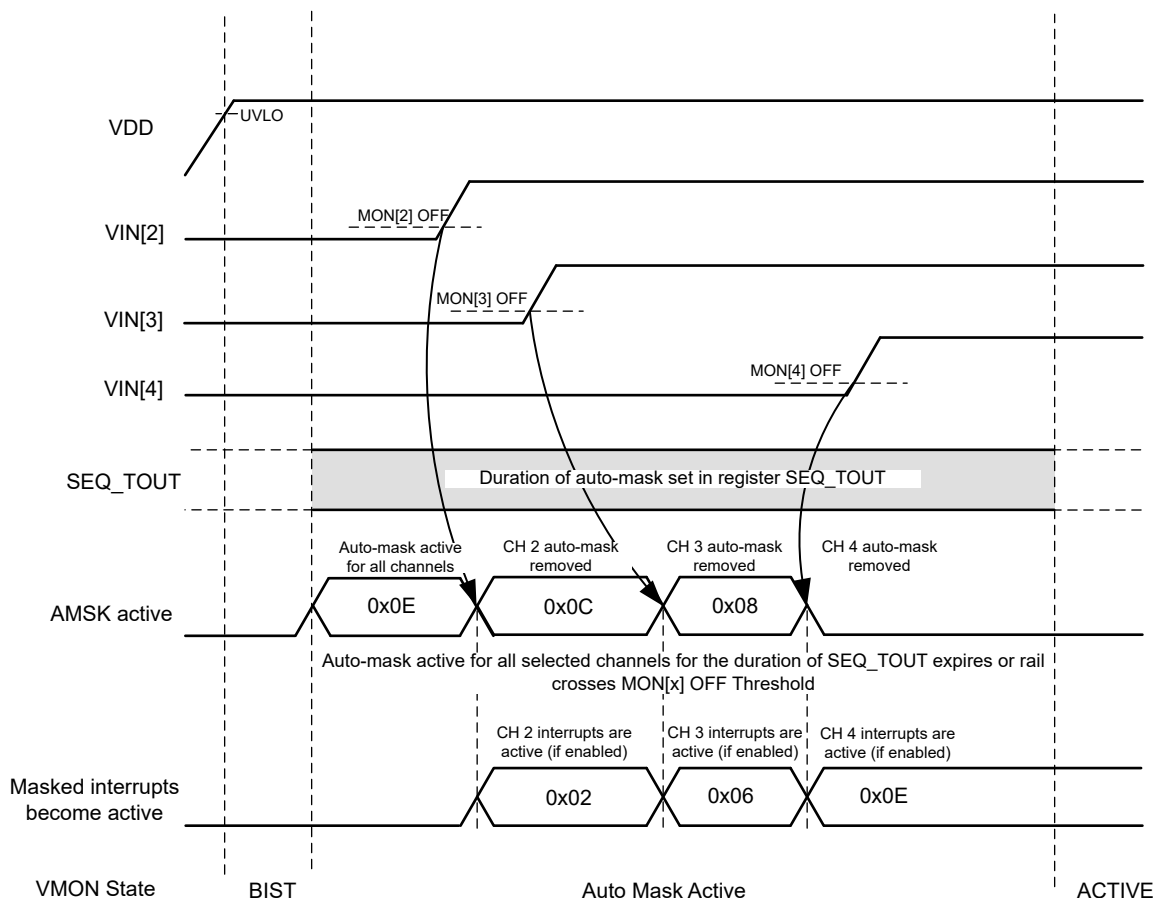 UVLO
VDD
MON[2] OFF
VIN[2]
MON[3] OFF
VIN[3]
MON[4] OFF
VIN[4]
Duration of auto-mask set in register SEQ_TOUT
SEQ_TOUT
Auto-mask active
for all channels
CH 2 auto-mask
removed
CH 3 auto-mask
removed
CH 4 auto-mask
removed
AMSK active
0x0E
0x0C
0x08
Auto-mask active for all selected channels for the duration of SEQ_TOUT expires or rail
crosses MON[x] OFF Threshold
CH 2 interrupts are
active (if enabled)
CH 3 interrupts are
active (if enabled)
CH 4 interrupts are
active (if enabled)
Masked interrupts
become active
0x02
0x06
0x0E
VMON State
BIST
Auto Mask Active
ACTIVE